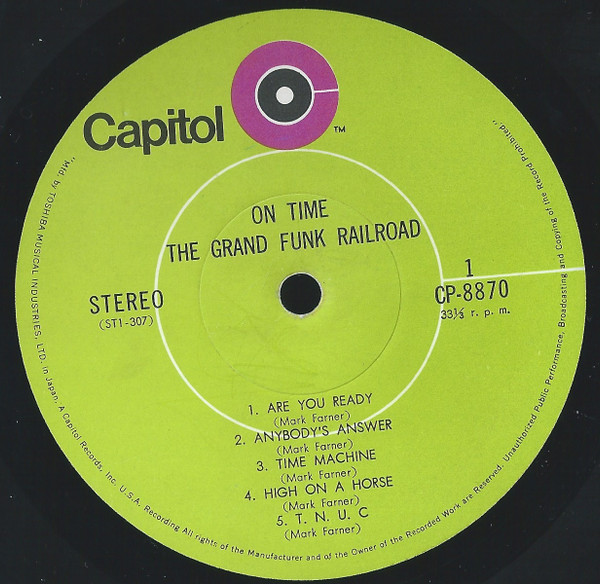 Capitol
TM
ON TIME
THE GRAND FUNK RAILROAD
STEREO
(ST1-307)
1
CP-8870
33⅓ r. p. m.
1. ARE YOU READY
(Mark Farner)
2. ANYBODY'S ANSWER
(Mark Farner)
3. TIME MACHINE
(Mark Farner)
4. HIGH ON A HORSE
(Mark Farner)
5. T. N. U. C
(Mark Farner)
"Mfd. by TOSHIBA MUSICAL INDUSTRIES, LTD. in Japan, A Capitol Records, Inc. U.S.A. Recording All rights of the Manufacturer and of the Owner of the Recorded Work are Reserved. Unauthorized Public Performance, Broadcasting and Copying of the Record Prohibited."